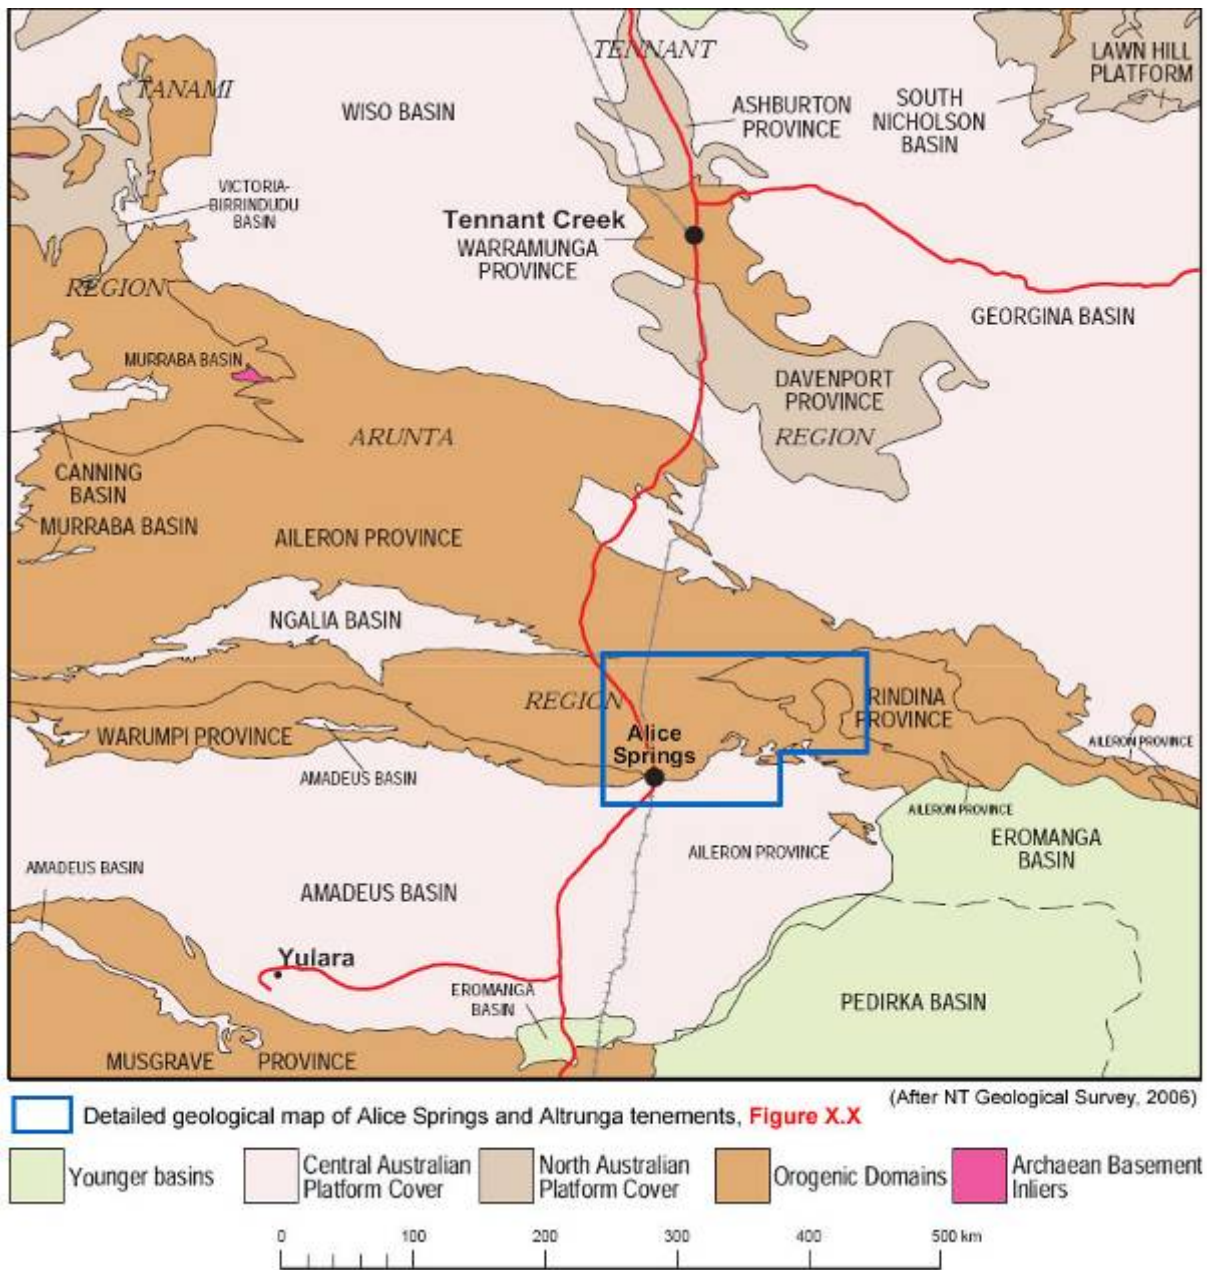 TENNANT
LAWN HILL
PLATFORM
TANAMI
WISO BASIN
ASHBURTON
PROVINCE
SOUTH
NICHOLSON
BASIN
VICTORIA-
BIRRINDUDU
BASIN
Tennant Creek
WARRAMUNGA
PROVINCE
REGION
GEORGINA BASIN
MURRABA BASIN
DAVENPORT
PROVINCE
REGION
ARUNTA
CANNING
BASIN
MURRABA BASIN
AILERON PROVINCE
NGALIA BASIN
REGION
RINDINA
PROVINCE
WARUMPI PROVINCE
Alice
Springs
AILERON PROVINCE
AMADEUS BASIN
AILERON PROVINCE
EROMANGA
BASIN
AILERON PROVINCE
AMADEUS BASIN
AMADEUS BASIN
Yulara
EROMANGA
BASIN
PEDIRKA BASIN
MUSGRAVE PROVINCE
(After NT Geological Survey, 2006)
Detailed geological map of Alice Springs and Altrunga tenements, Figure X.X
Younger basins
Central Australian
Platform Cover
North Australian
Platform Cover
Orogenic Domains
Archaean Basement
Inliers
0 100 200 300 400 500 km